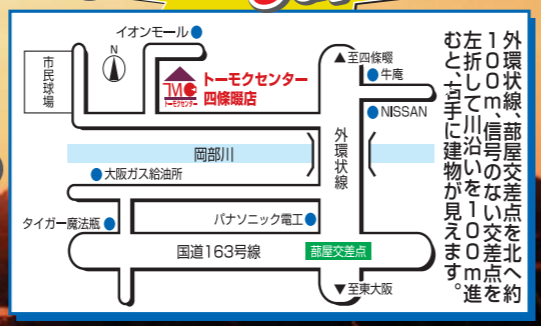 外環状線、部屋交差点を北へ約
100m、信号のない交差点を
左折して川沿いを100m進
むと、右手に建物が見えます。
イオンモール
N
市民球場
TMC
トーモクセンター
トーモクセンター
四條畷店
▲至四條畷
牛庵
NISSAN
外環状線
岡部川
大阪ガス給油所
タイガー魔法瓶
パナソニック電工
国道163号線
部屋交差点
▼至東大阪